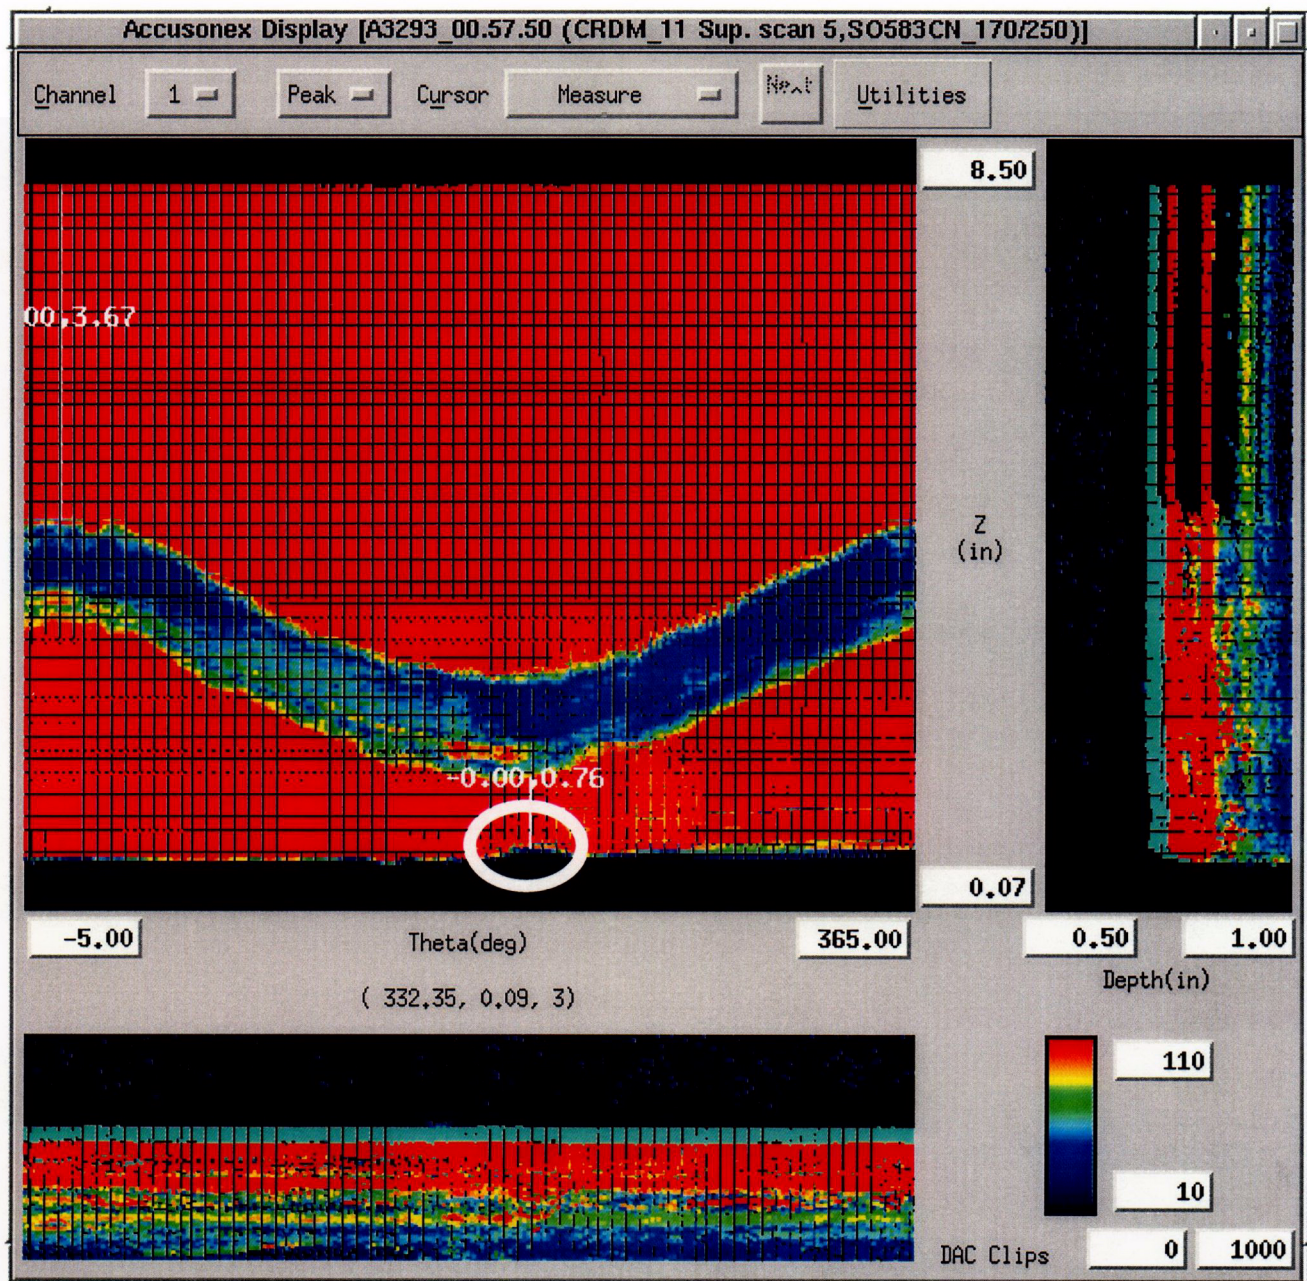 Accusonex Display [A3293_00.57.50 (CRDM_11 Sup. scan 5,SO583CN_170/250)]
Channel 1 Peak Cursor Measure Next Utilities
8.50
00,3.67
Z
(in)
-0.00,0.76
0.07
-5.00 Theta(deg) 365.00 0.50 1.00
Depth(in)
( 332.35, 0.09, 3)
110
10
DAC Clips 0 1000